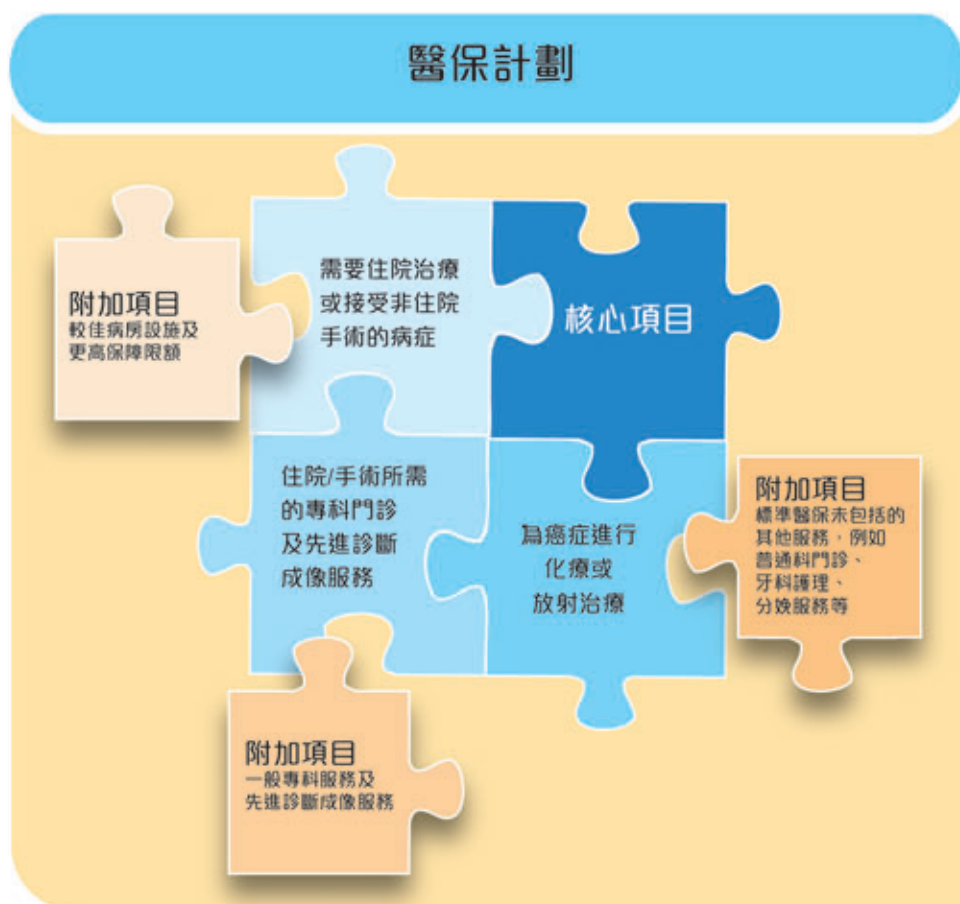 醫保計劃
附加項目
較佳病房設施及
更高保障限額
需要住院治療
或接受非住院
手術的病症
核心項目
住院/手術所需
的專科門診
及先進診斷
成像服務
為癌症進行
化療或
放射治療
附加項目
標準醫保未包括的
其他服務，例如
普通科門診、
牙科護理、
分娩服務等
附加項目
一般專科服務及
先進診斷成像服務